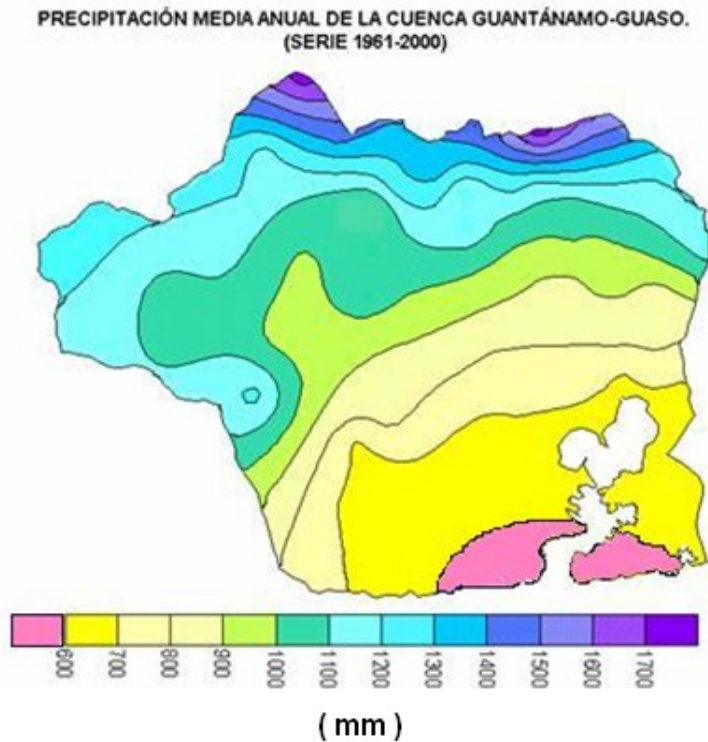 PRECIPITACIÓN MEDIA ANUAL DE LA CUENCA GUANTÁNAMO-GUASO.
(SERIE 1961-2000)
600 700 800 900 1000 1100 1200 1300 1400 1500 1600 1700
( mm )